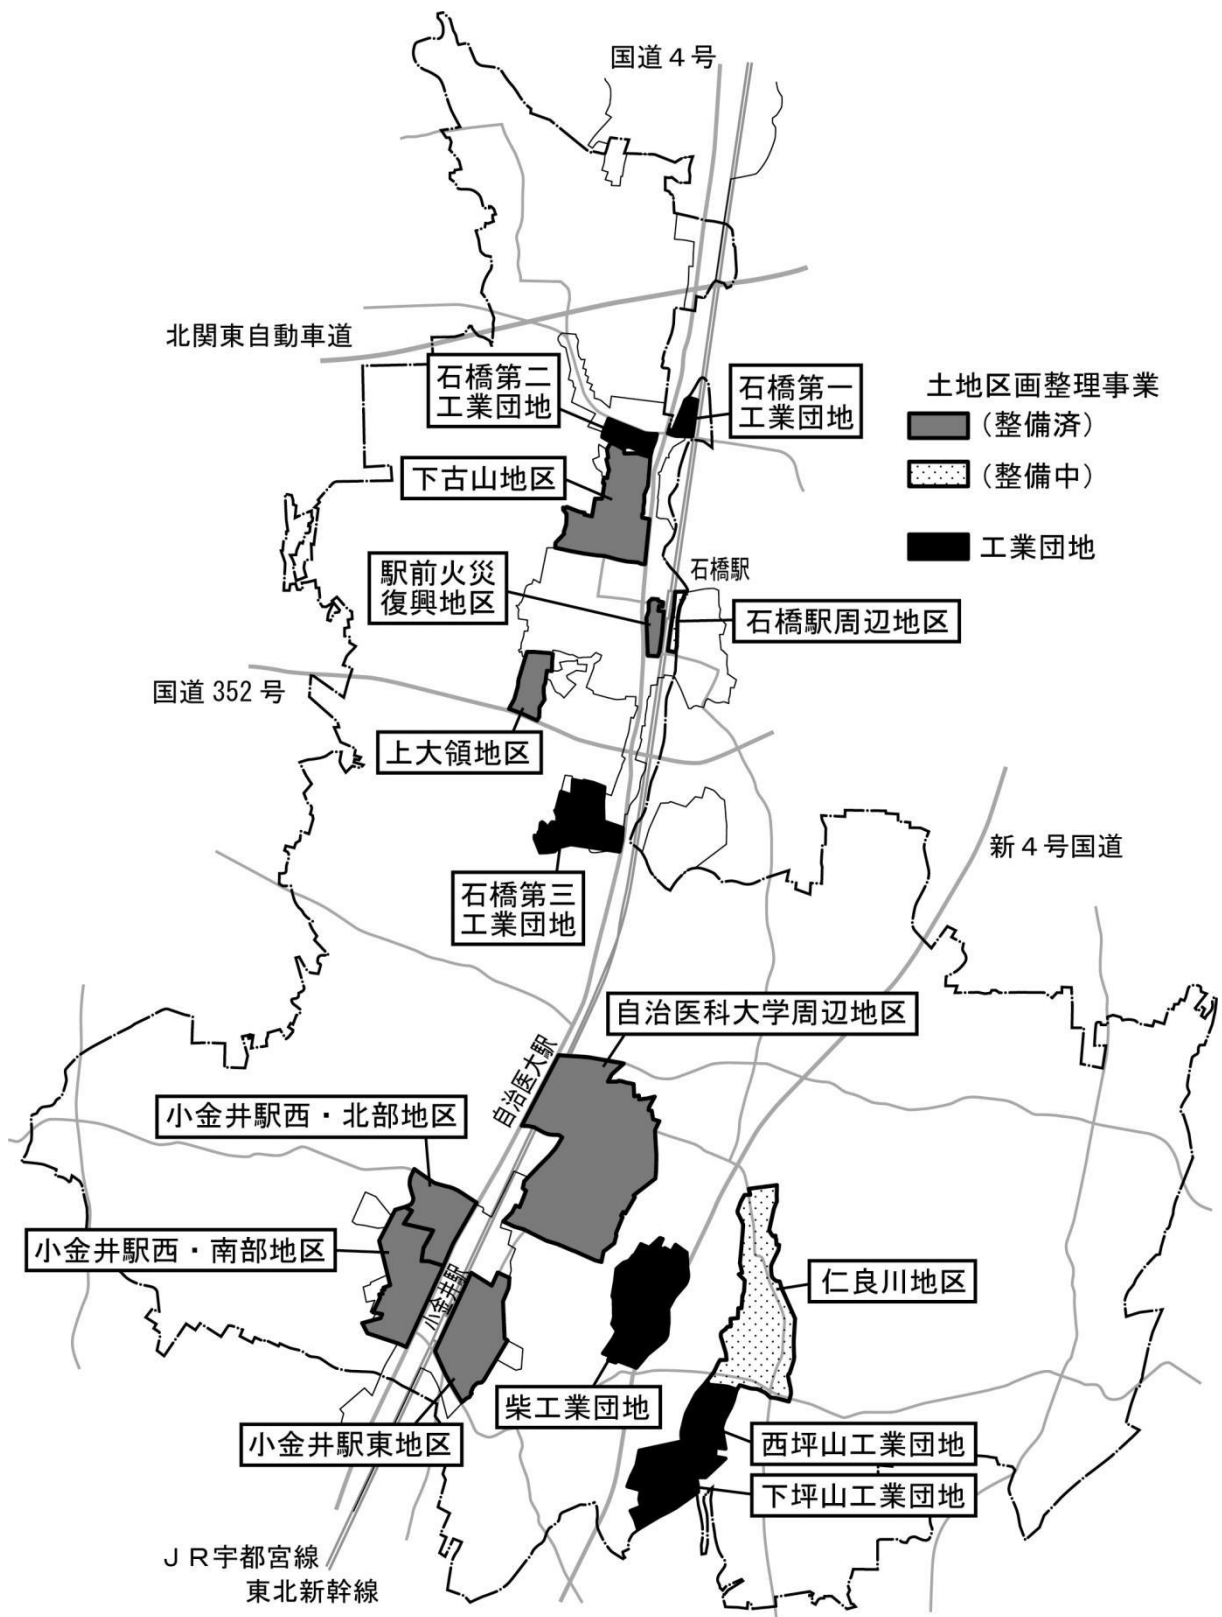 国道４号
北関東自動車道
石橋第二
工業団地
石橋第一
工業団地
土地区画整理事業
（整備済）
（整備中）
工業団地
下古山地区
駅前火災
復興地区
石橋駅
石橋駅周辺地区
国道 352 号
上大領地区
新４号国道
石橋第三
工業団地
自治医科大学周辺地区
自治医大駅
小金井駅西・北部地区
小金井駅西・南部地区
小金井駅
仁良川地区
柴工業団地
小金井駅東地区
西坪山工業団地
下坪山工業団地
ＪＲ宇都宮線
東北新幹線